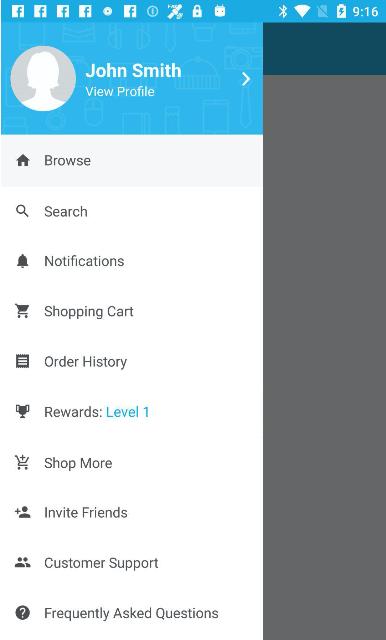 9:16
John Smith
View Profile
Browse
Search
Notifications
Shopping Cart
Order History
Rewards: Level 1
Shop More
Invite Friends
Customer Support
Frequently Asked Questions